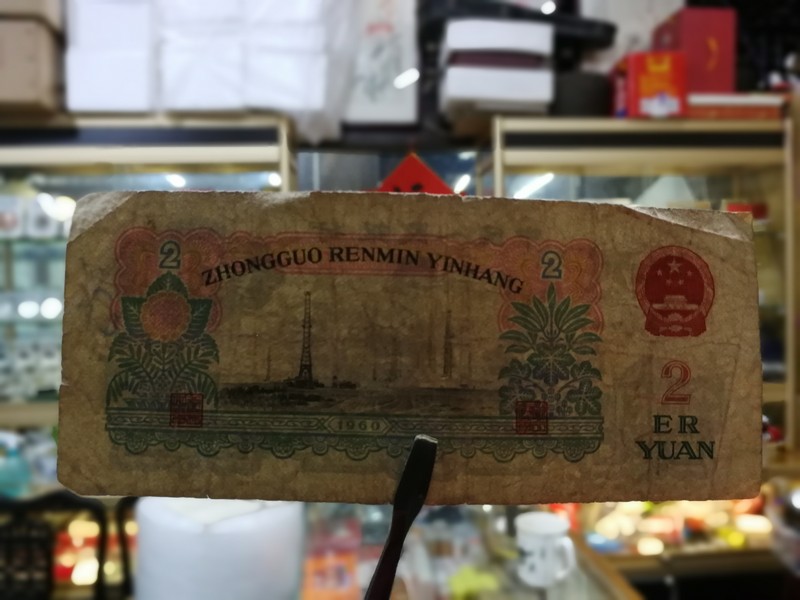 2
2
ZHONGGUO RENMIN YINHANG
1960
2
ER
YUAN